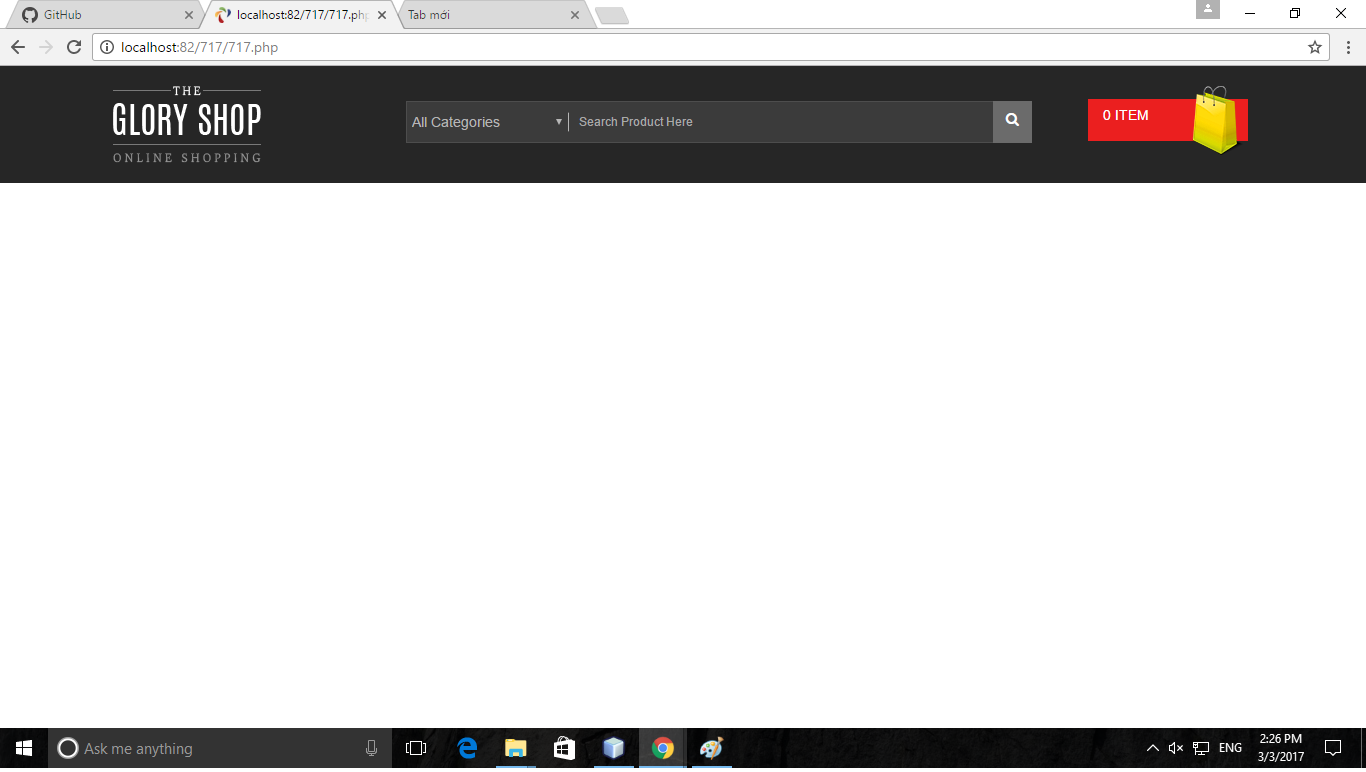 GitHub
localhost:82/717/717.php
Tab mới
localhost:82/717/717.php
THE
GLORY SHOP
ONLINE SHOPPING
All Categories
Search Product Here
0 ITEM
Ask me anything
ENG
2:26 PM
3/3/2017